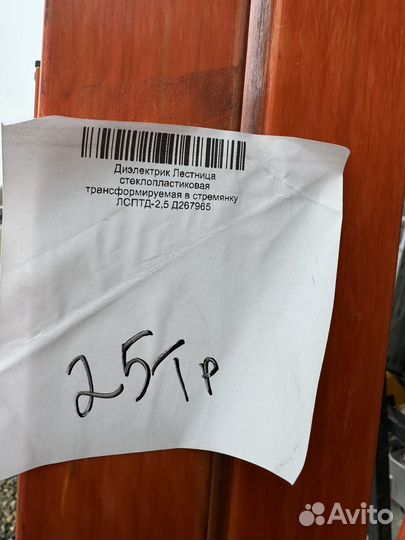 Диэлектрик Лестница
стеклопластиковая
трансформируемая в стремянку
ЛСПТД-2,5 Д267965
25тр
Avito